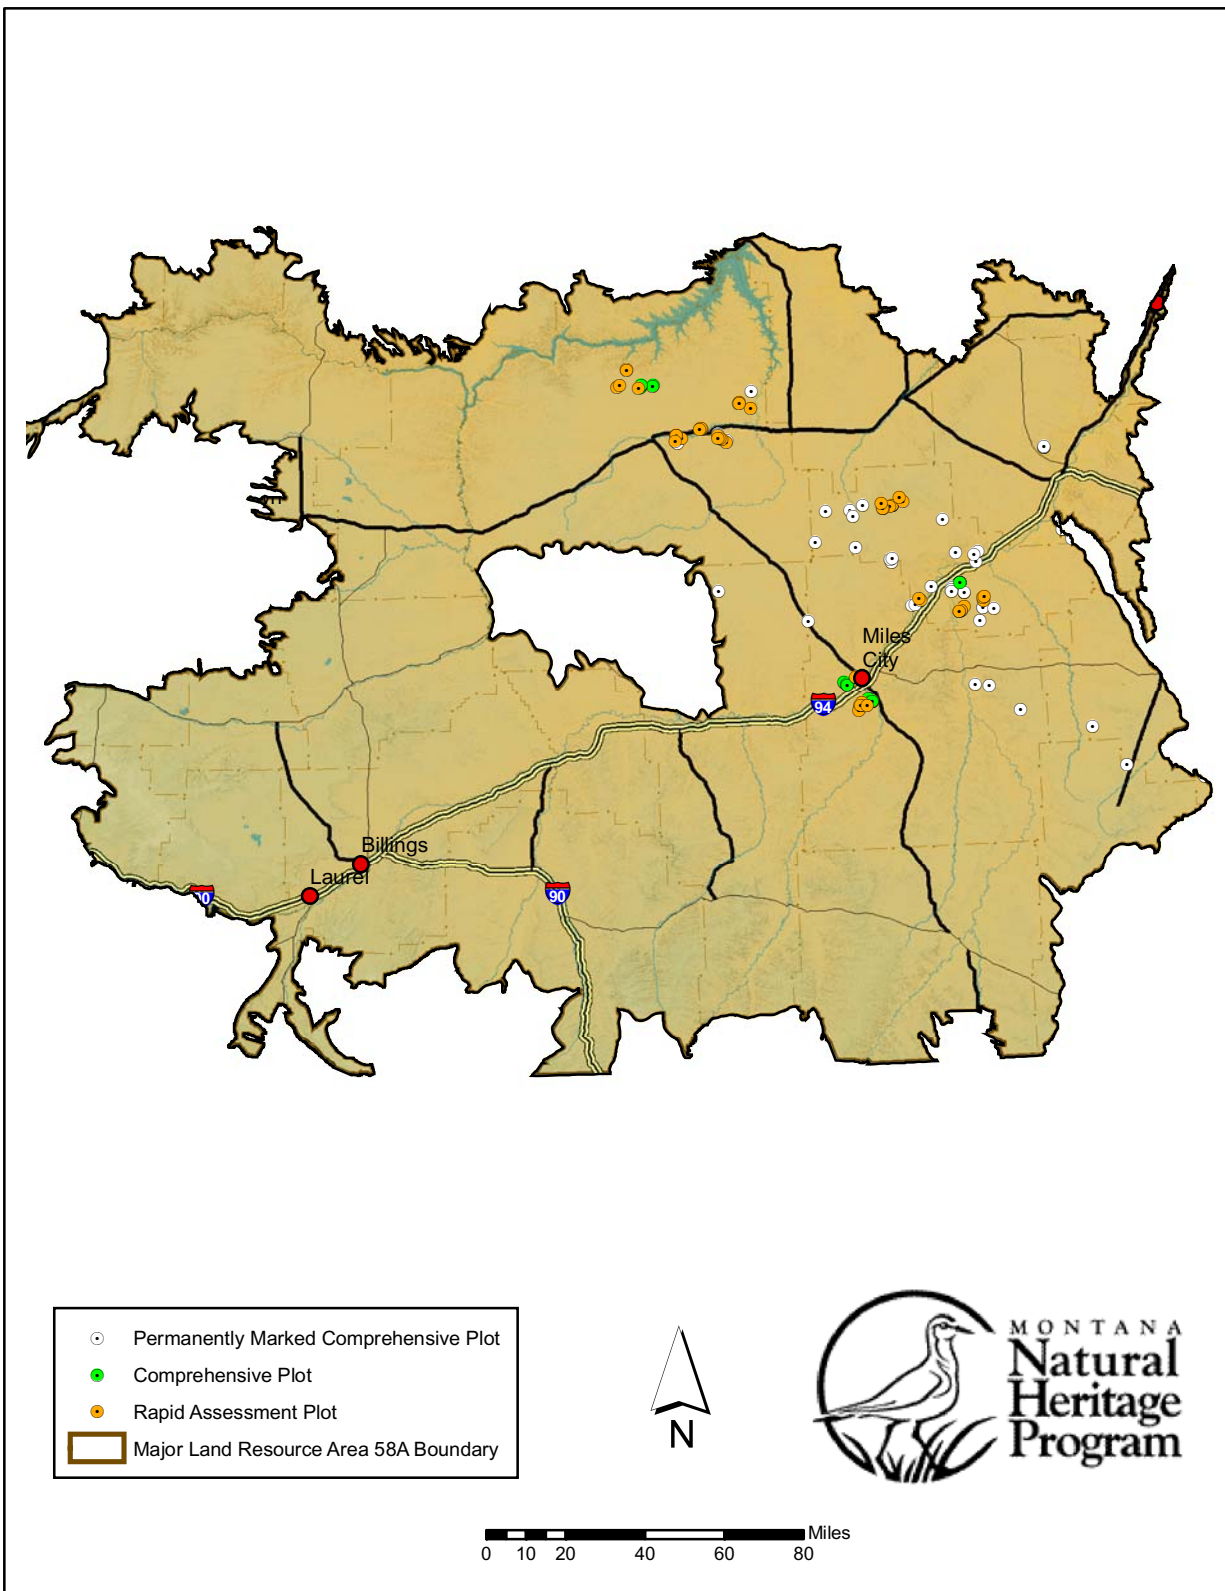 Miles
City
94
Billings
Laurel
90
90
Permanently Marked Comprehensive Plot
Comprehensive Plot
Rapid Assessment Plot
Major Land Resource Area 58A Boundary
N
MONTANA
Natural
Heritage
Program
Miles
0 10 20 40 60 80